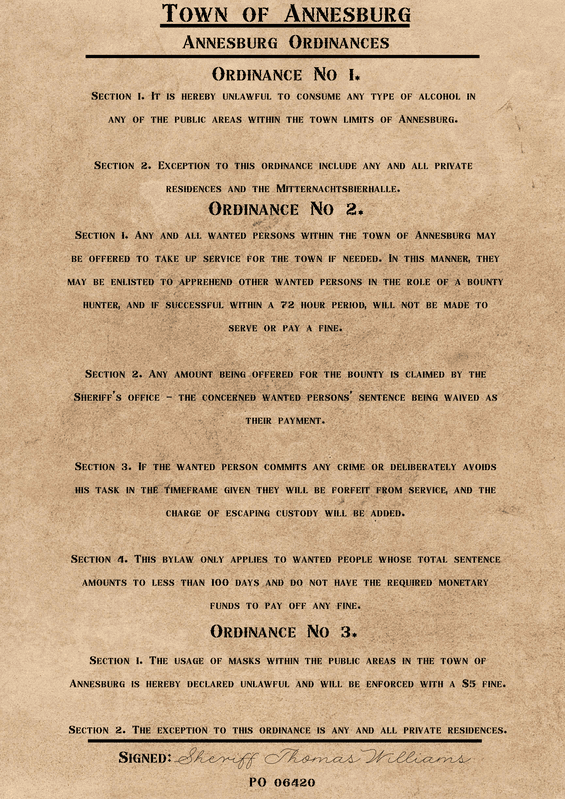 Town of Annesburg
Annesburg Ordinances
Ordinance No 1.
Section 1. It is hereby unlawful to consume any type of alcohol in
any of the public areas within the town limits of Annesburg.
Section 2. Exception to this ordinance include any and all private
residences and the Mitternachtsbierhalle.
Ordinance No 2.
Section 1. Any and all wanted persons within the town of Annesburg may
be offered to take up service for the town if needed. In this manner, they
may be enlisted to apprehend other wanted persons in the role of a bounty
hunter, and if successful within a 72 hour period, will not be made to
serve or pay a fine.
Section 2. Any amount being offered for the bounty is claimed by the
Sheriff's office – the concerned wanted persons' sentence being waived as
their payment.
Section 3. If the wanted person commits any crime or deliberately avoids
his task in the timeframe given they will be forfeit from service, and the
charge of escaping custody will be added.
Section 4. This bylaw only applies to wanted people whose total sentence
amounts to less than 100 days and do not have the required monetary
funds to pay off any fine.
Ordinance No 3.
Section 1. The usage of masks within the public areas in the town of
Annesburg is hereby declared unlawful and will be enforced with a $5 fine.
Section 2. The exception to this ordinance is any and all private residences.
Signed: Sheriff Thomas Williams
PO 06420